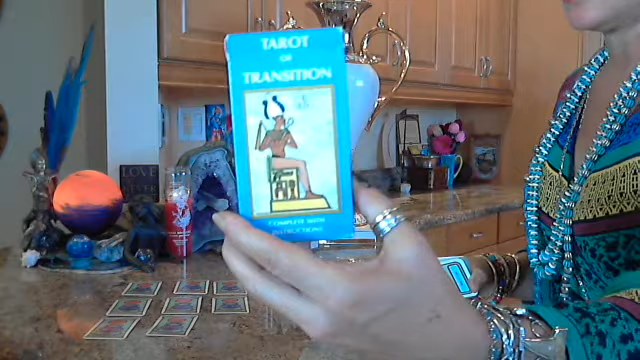 TAROT
OF
TRANSITION
COMPLETE WITH
INSTRUCTIONS
LOVE